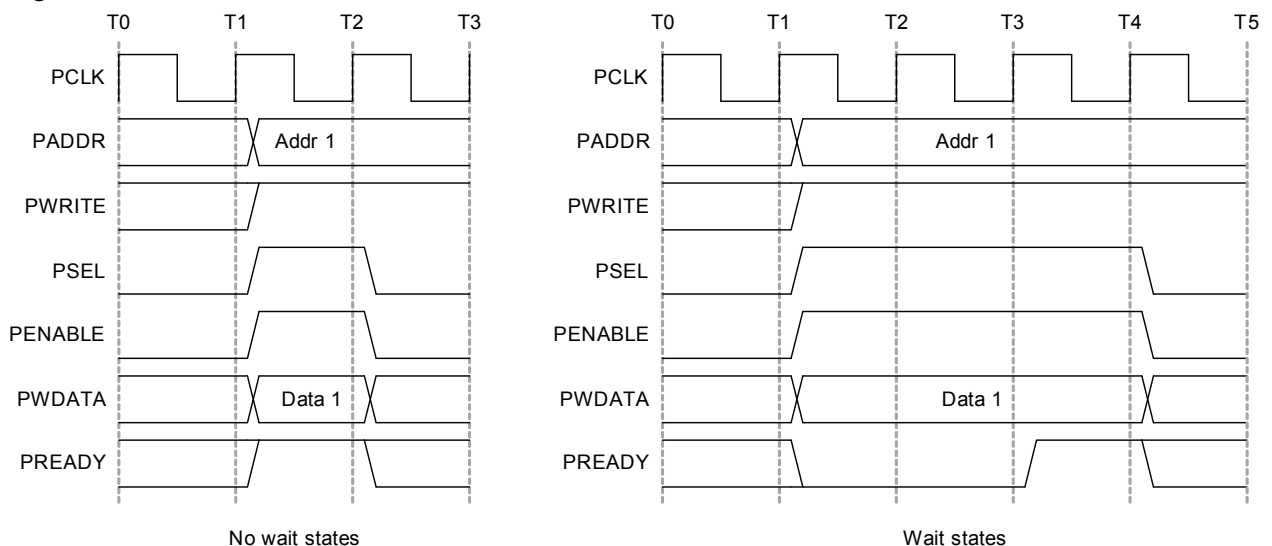 T0 T1 T2 T3
PCLK
PADDR Addr 1
PWRITE
PSEL
PENABLE
PWDATA Data 1
PREADY
No wait states
T0 T1 T2 T3 T4 T5
PCLK
PADDR Addr 1
PWRITE
PSEL
PENABLE
PWDATA Data 1
PREADY
Wait states